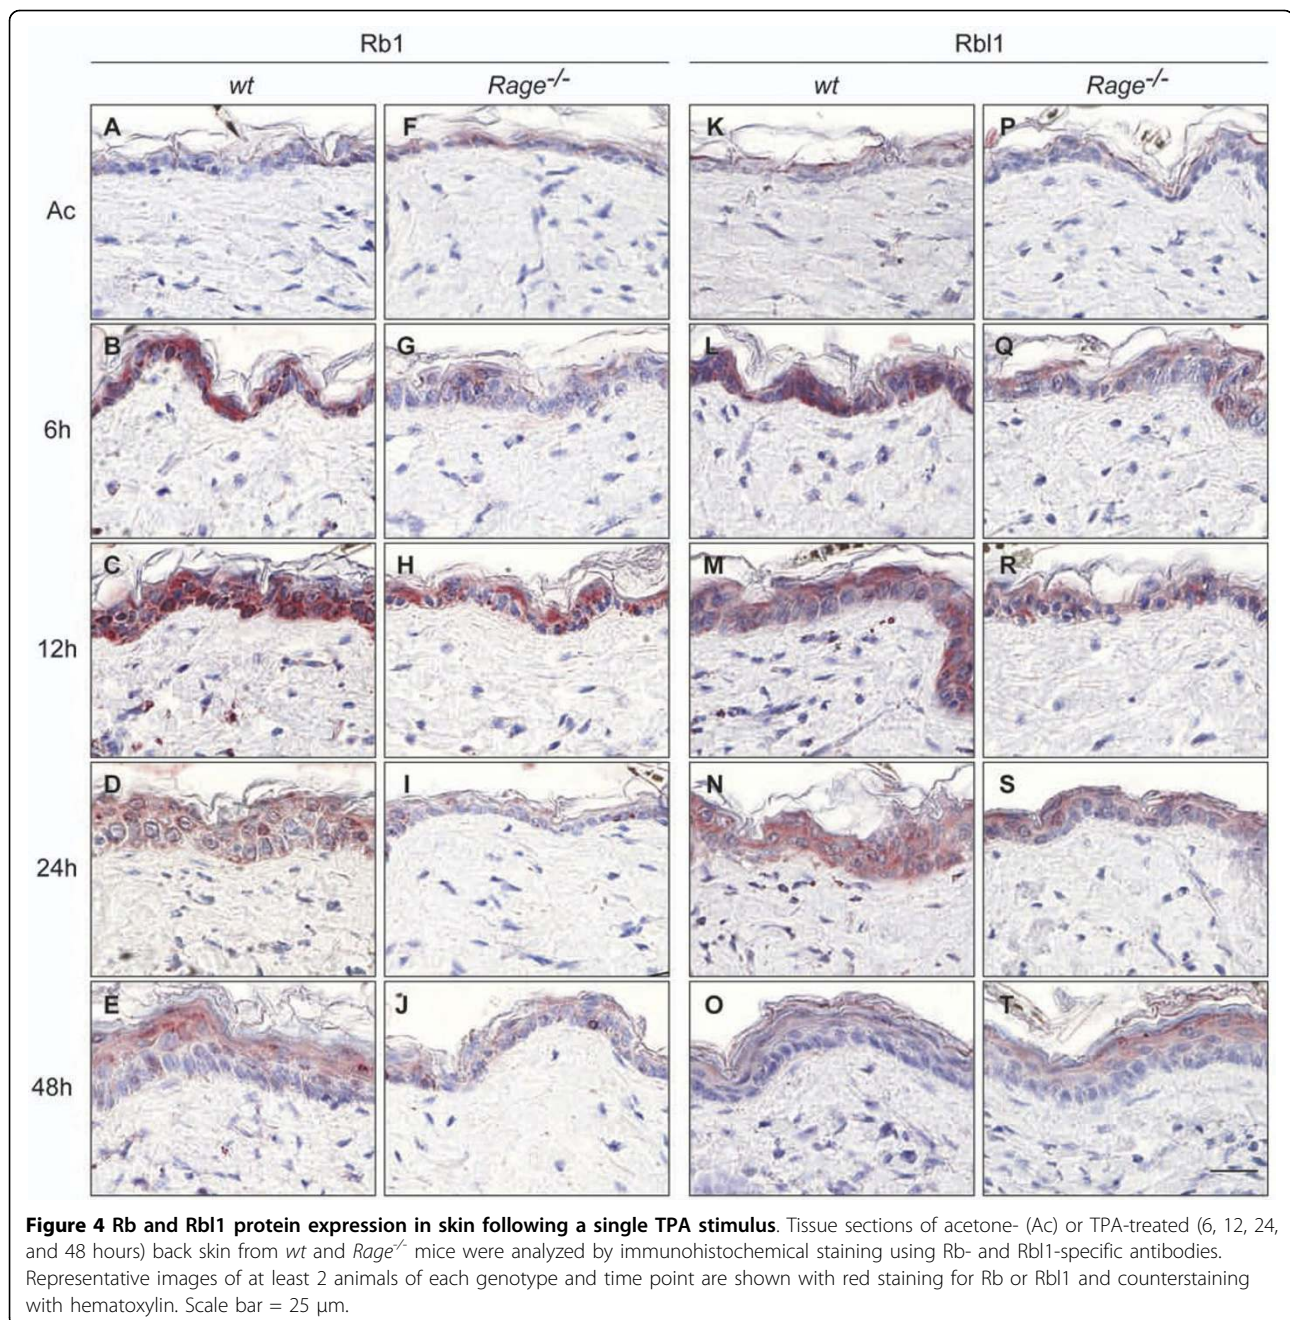 Rb1 Rbl1
wt Rage-/- wt Rage-/-
Ac A F K P
6h B G L Q
12h C H M R
24h D I N S
48h E J O T
Figure 4 Rb and Rbl1 protein expression in skin following a single TPA stimulus. Tissue sections of acetone- (Ac) or TPA-treated (6, 12, 24,
and 48 hours) back skin from wt and Rage-/- mice were analyzed by immunohistochemical staining using Rb- and Rbl1-specific antibodies.
Representative images of at least 2 animals of each genotype and time point are shown with red staining for Rb or Rbl1 and counterstaining
with hematoxylin. Scale bar = 25 μm.